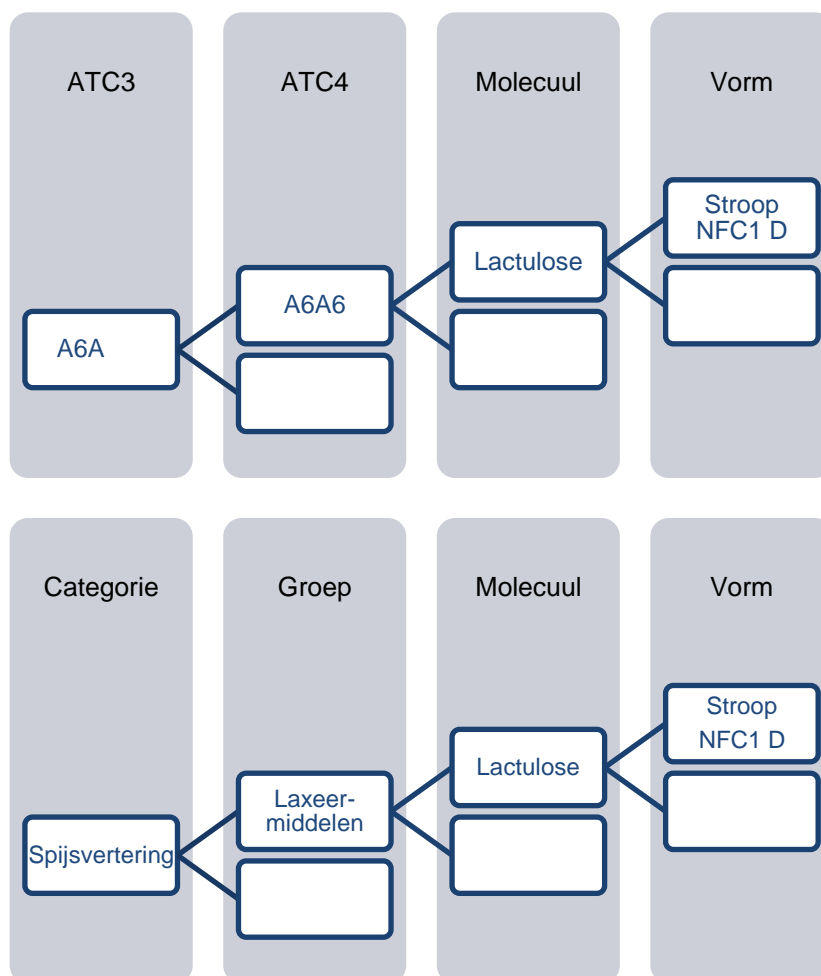 ATC3
ATC4
Molecuul
Vorm
A6A
A6A6
Lactulose
Stroop
NFC1 D
Categorie
Groep
Molecuul
Vorm
Spijsvertering
Laxeer-
middelen
Lactulose
Stroop
NFC1 D